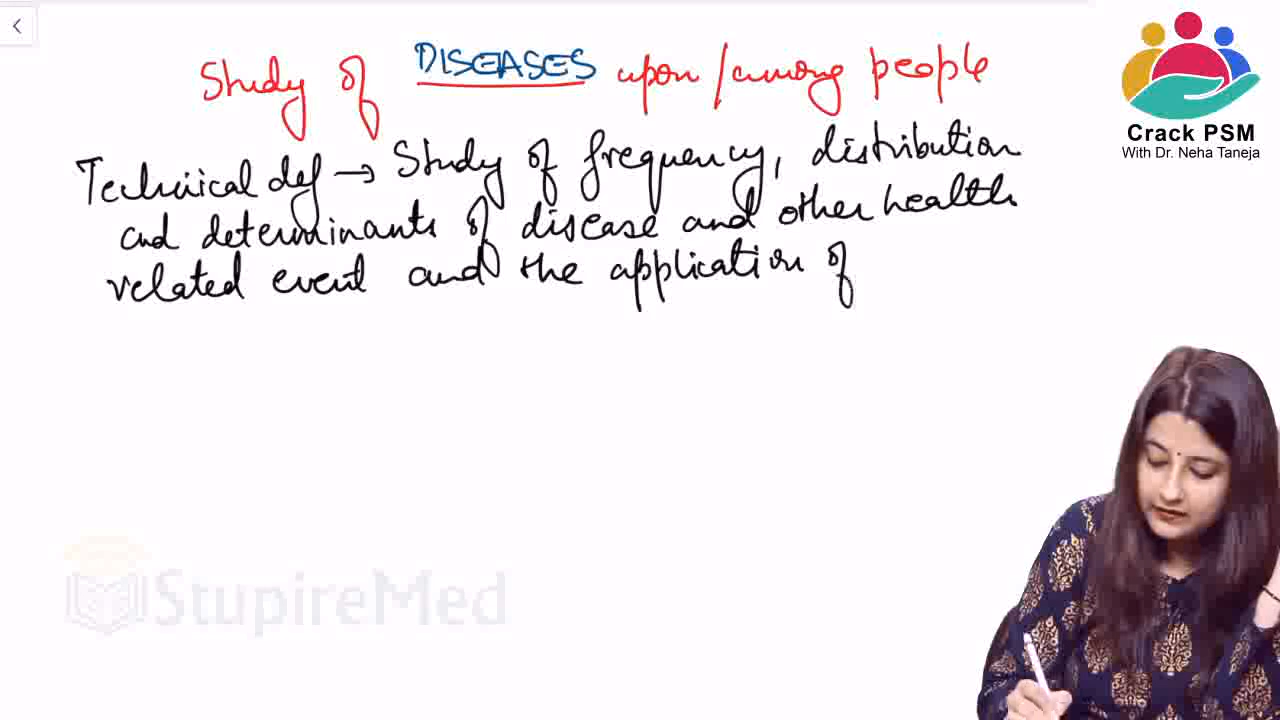 Study of DISEASES upon/among people
Technical def → Study of frequency, distribution
and determinants of disease and other health
related event and the application of
Crack PSM
With Dr. Neha Taneja
StupireMed